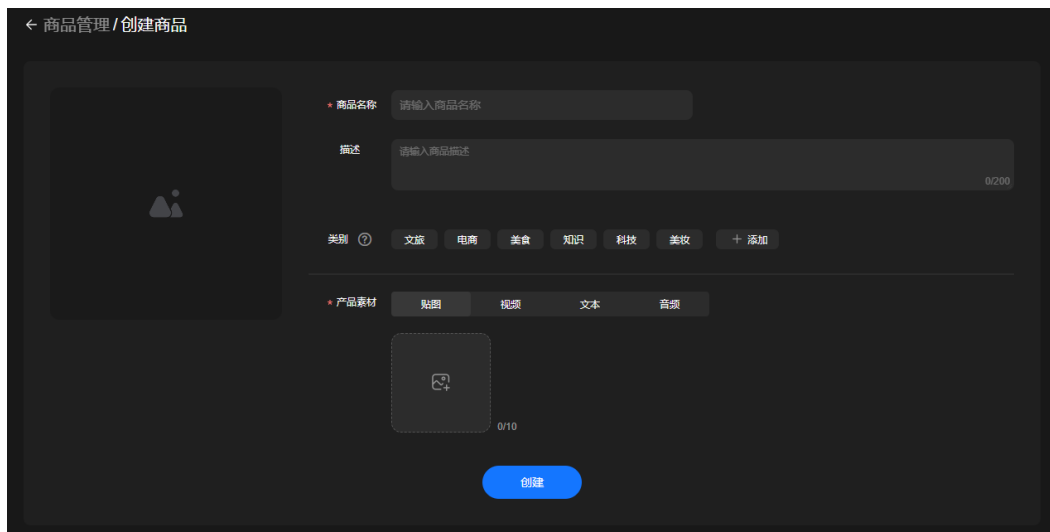 ← 商品管理 / 创建商品
* 商品名称 请输入商品名称
描述 请输入商品描述
0/200
类别 ? 文旅 电商 美食 知识 科技 美妆 + 添加
* 产品素材 贴图 视频 文本 音频
0/10
创建